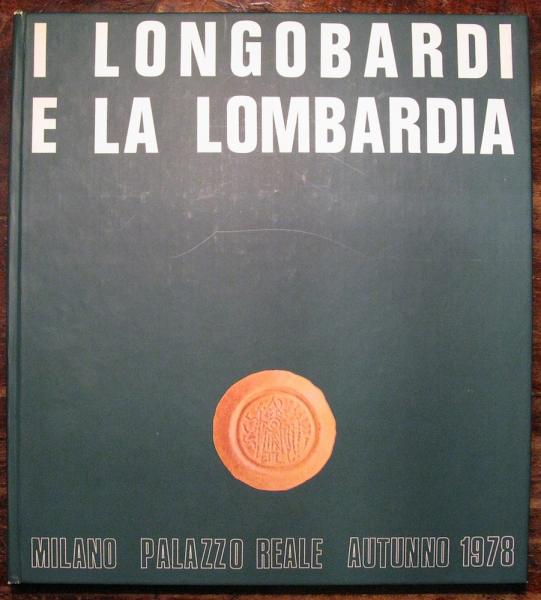 I LONGOBARDI
E LA LOMBARDIA
MILANO PALAZZO REALE AUTUNNO 1978